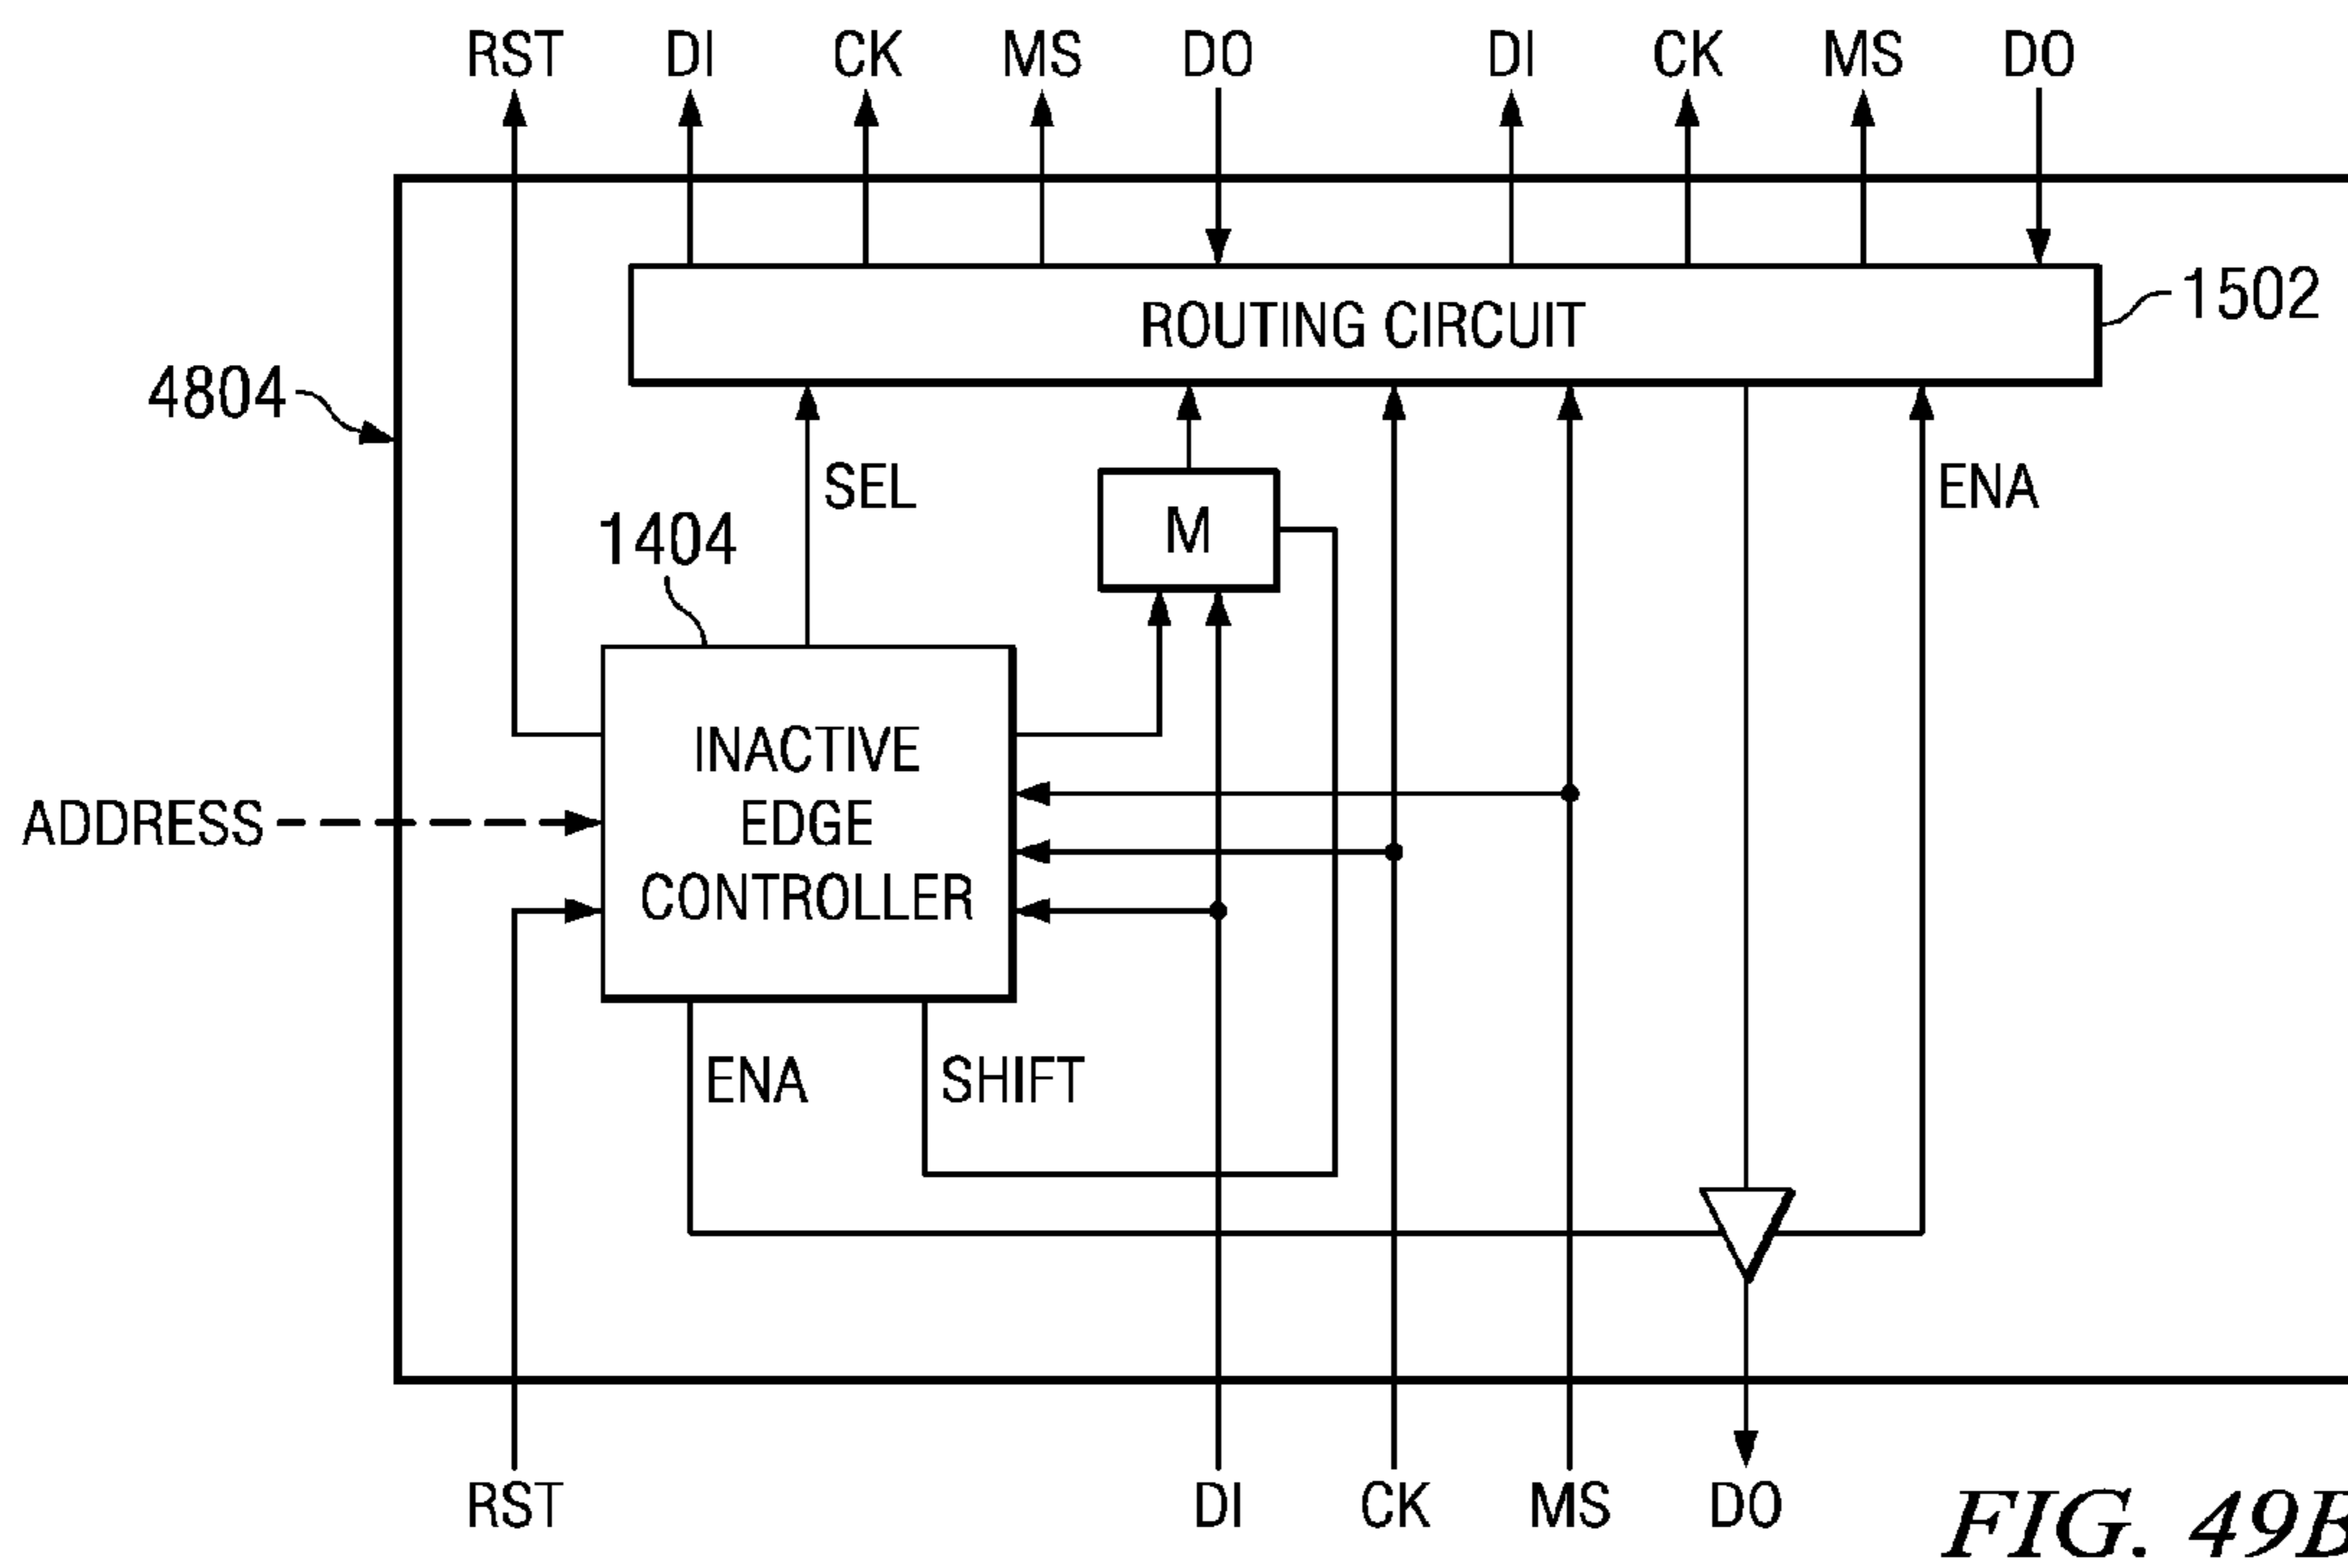 RST DI CK MS DO DI CK MS DO
ROUTING CIRCUIT
1502
4804
SEL
M
ENA
1404
INACTIVE
EDGE
CONTROLLER
ADDRESS
ENA
SHIFT
RST DI CK MS DO
FIG. 49B